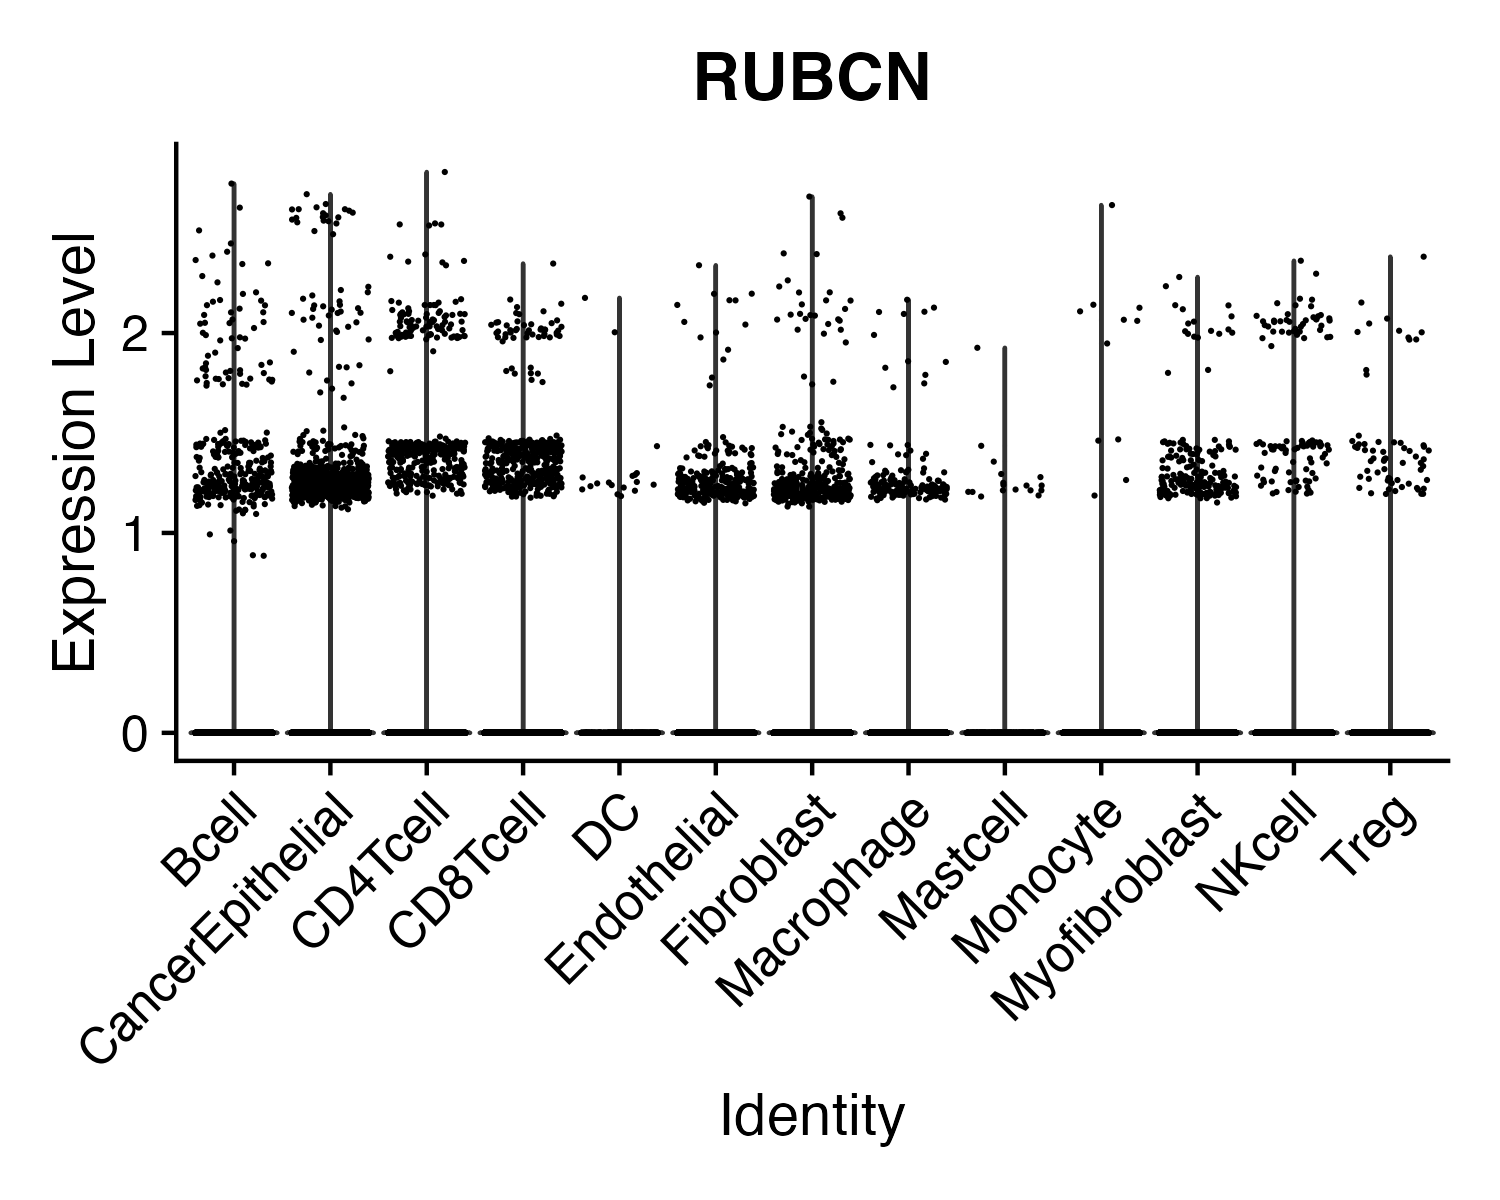 RUBCN
Expression Level
2
1
0
Bcell
CancerEpithelial
CD4Tcell
CD8Tcell
DC
Endothelial
Fibroblast
Macrophage
Mastcell
Monocyte
Myofibroblast
NKcell
Treg
Identity